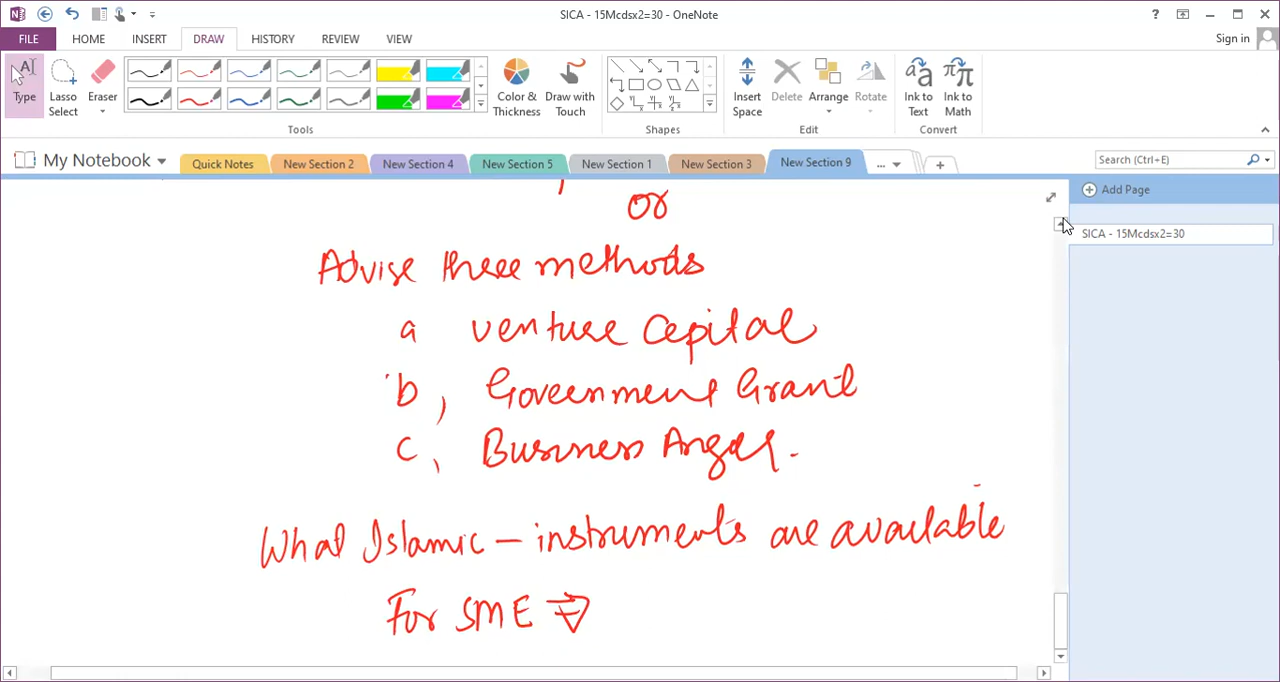 SICA - 15Mcdsx2=30 - OneNote
?
Sign in
FILE HOME INSERT DRAW HISTORY REVIEW VIEW
Type
Lasso Select
Eraser
Color & Thickness
Draw with Touch
Insert Space
Delete
Arrange
Rotate
Ink to Text
Ink to Math
Tools
Shapes
Edit
Convert
My Notebook
Quick Notes
New Section 2
New Section 4
New Section 5
New Section 1
New Section 3
New Section 9
...
Search (Ctrl+E)
Add Page
SICA - 15Mcdsx2=30
or
Advise three methods
a venture Cepital
b, Government Grant
c, Business Angel.
What Islamic - instruments are available
For SME